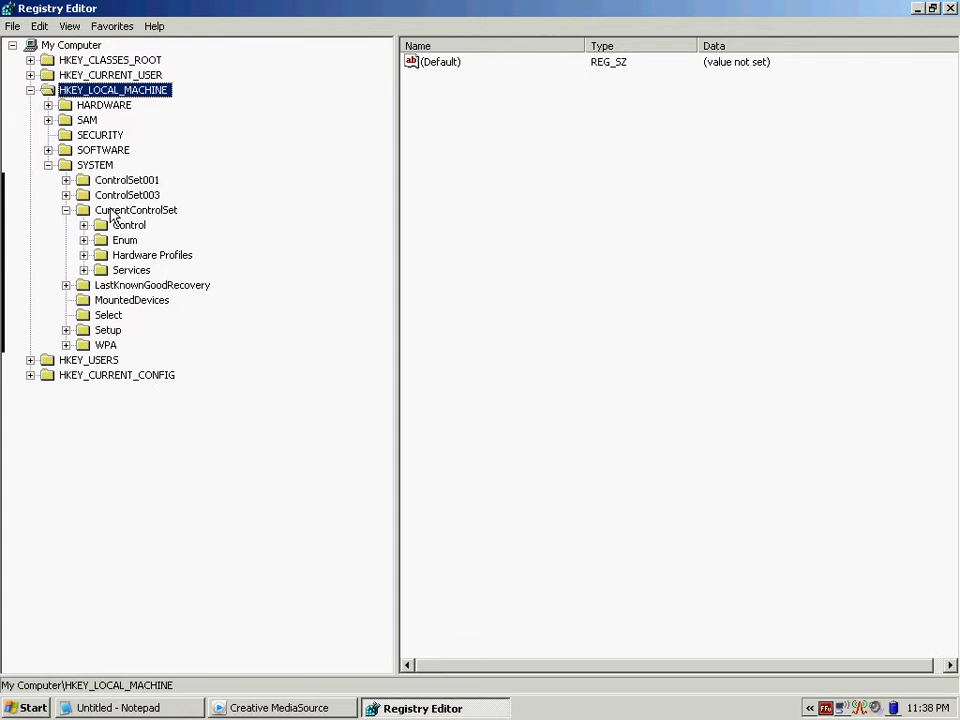 Registry Editor
File Edit View Favorites Help
My Computer
HKEY_CLASSES_ROOT
HKEY_CURRENT_USER
HKEY_LOCAL_MACHINE
HARDWARE
SAM
SECURITY
SOFTWARE
SYSTEM
ControlSet001
ControlSet003
CurrentControlSet
Control
Enum
Hardware Profiles
Services
LastKnownGoodRecovery
MountedDevices
Select
Setup
WPA
HKEY_USERS
HKEY_CURRENT_CONFIG
Name Type Data
ab (Default) REG_SZ (value not set)
My Computer\HKEY_LOCAL_MACHINE
Start Untitled - Notepad Creative MediaSource Registry Editor « 11:38 PM